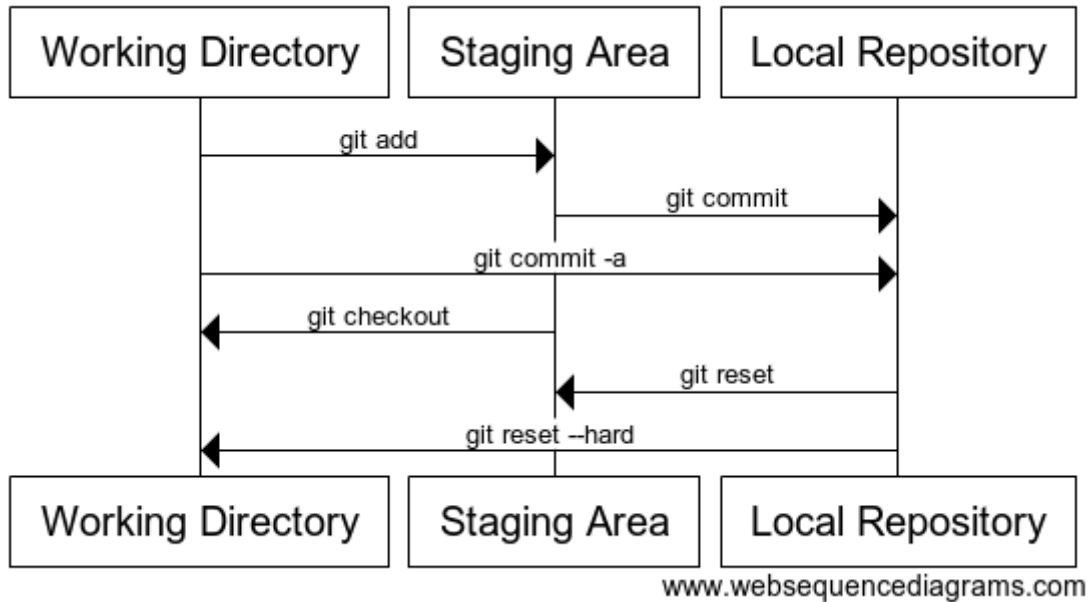 Working Directory
Staging Area
Local Repository
git add
git commit
git commit -a
git checkout
git reset
git reset --hard
Working Directory
Staging Area
Local Repository
www.websequencediagrams.com